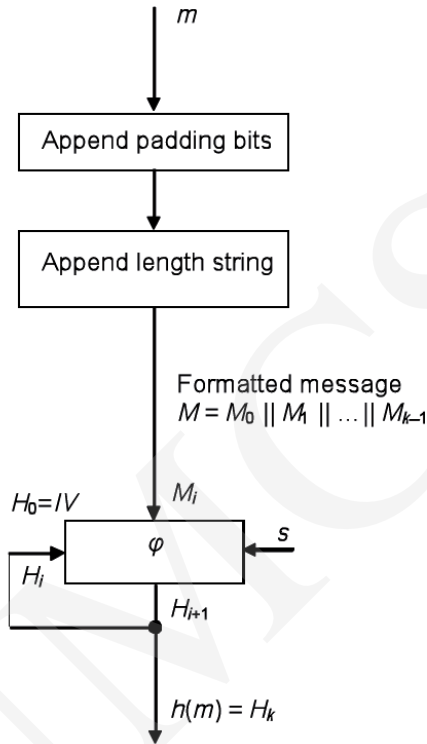 m
Append padding bits
Append length string
Formatted message
M = M₀ || M₁ || ... || Mₖ₋₁
Mᵢ
H₀=IV
φ
s
Hᵢ
Hᵢ₊₁
h(m) = Hₖ